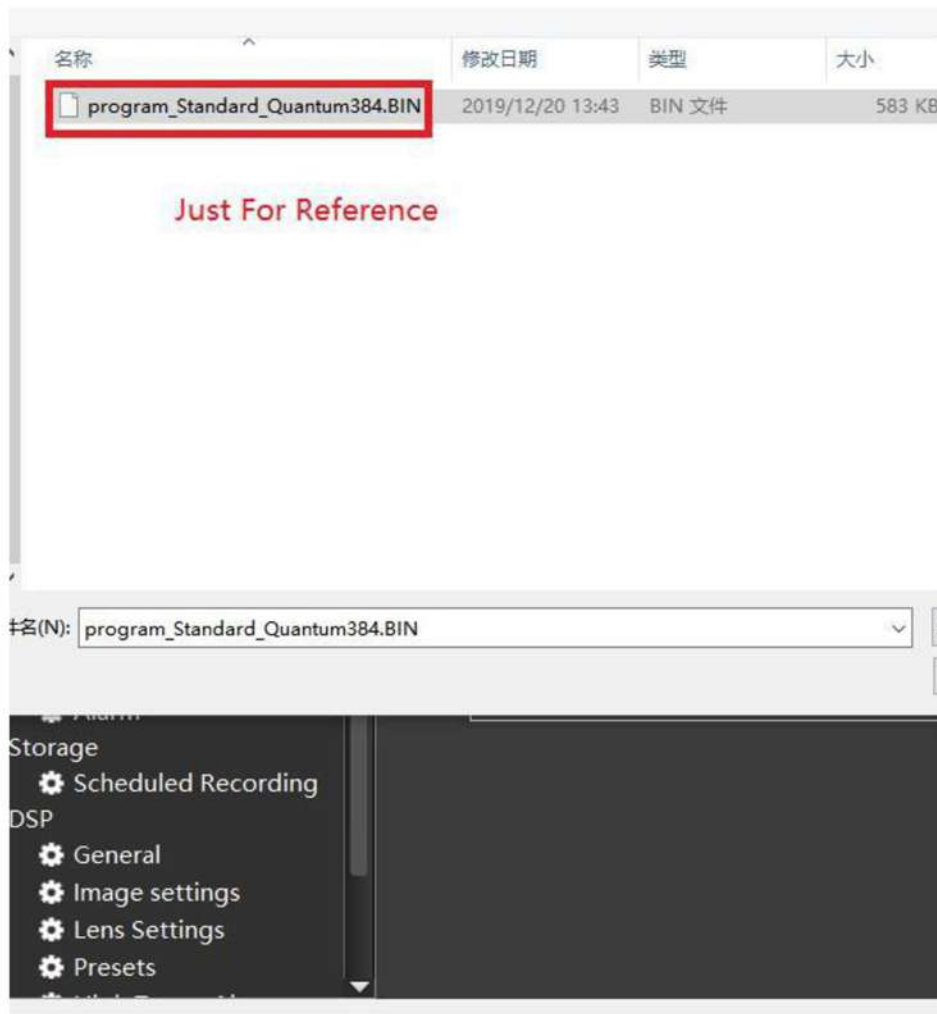 名称 修改日期 类型 大小
program_Standard_Quantum384.BIN 2019/12/20 13:43 BIN 文件 583 KB
Just For Reference
件名(N): program_Standard_Quantum384.BIN
Alarm
Storage
Scheduled Recording
DSP
General
Image settings
Lens Settings
Presets